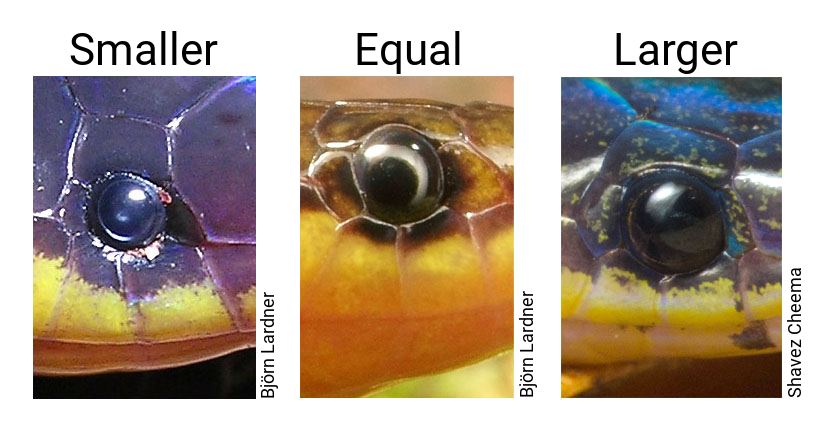 Smaller
Equal
Larger
Björn Lardner
Björn Lardner
Shavez Cheema